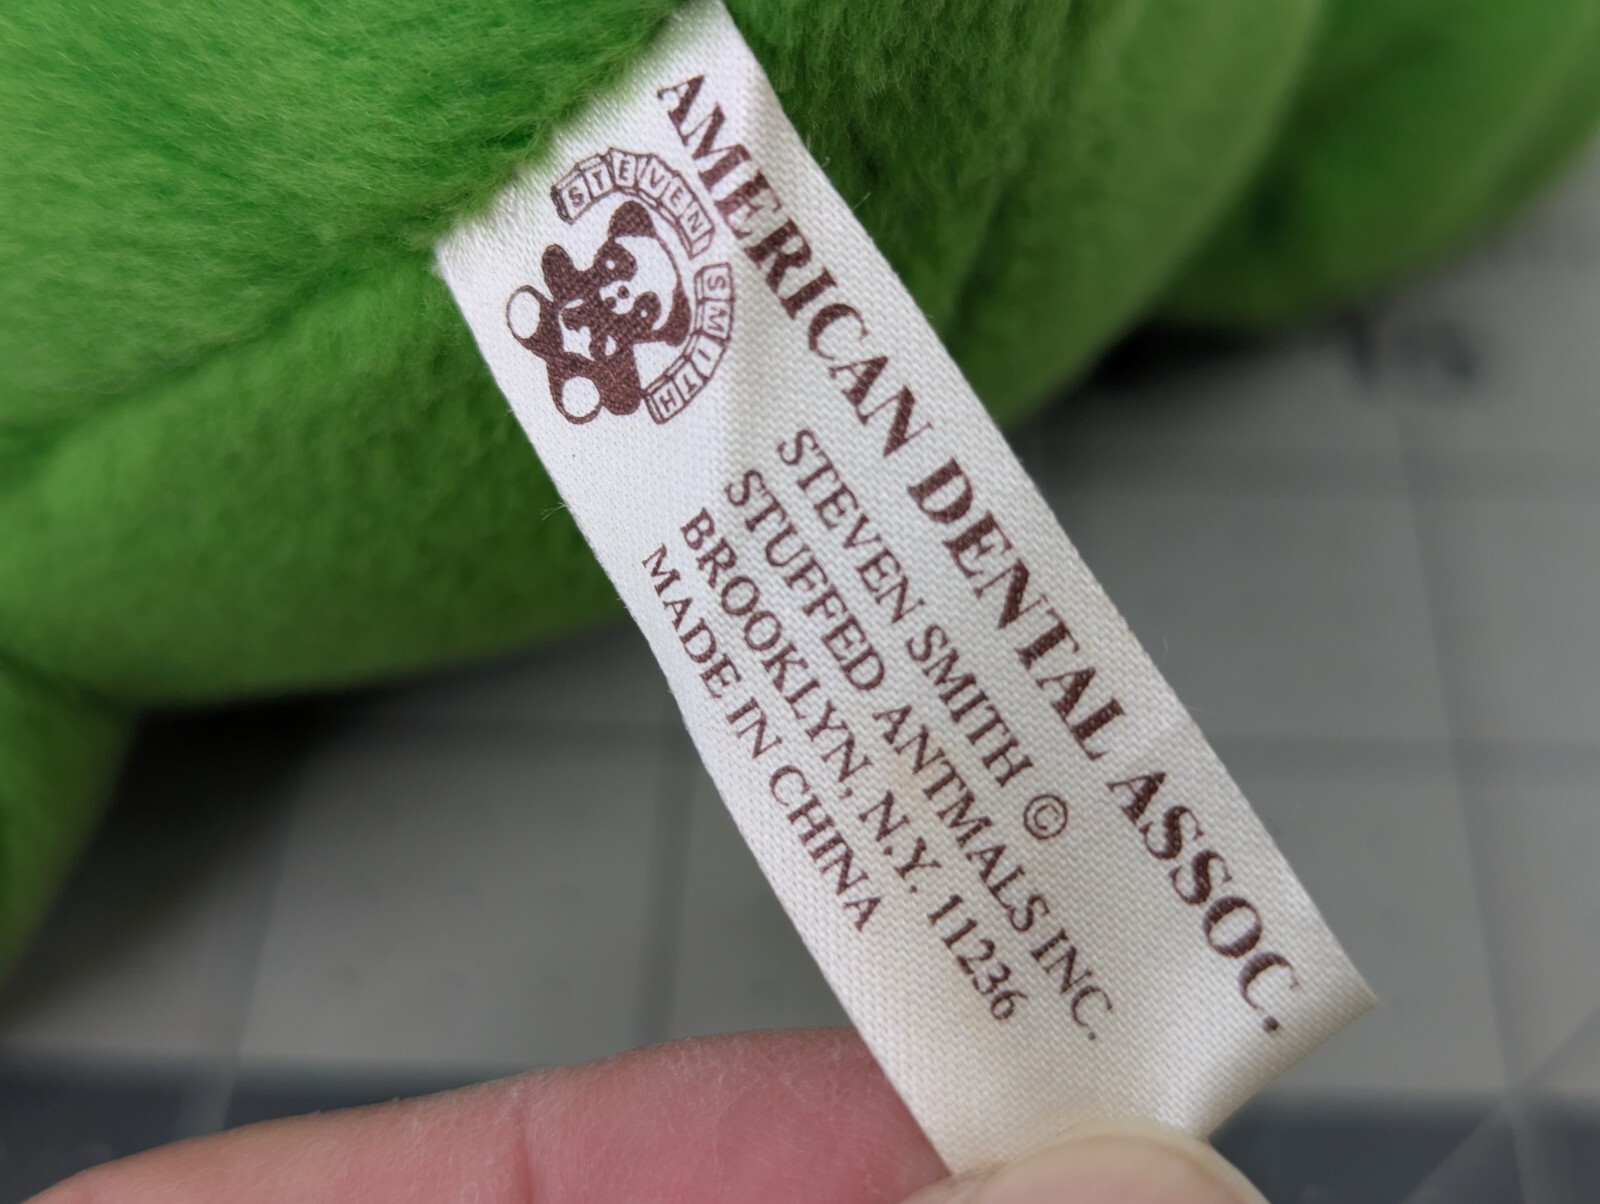 AMERICAN DENTAL ASSOC.
STEVEN SMITH
STEVEN SMITH ©
STUFFED ANTMALS INC.
BROOKLYN, N.Y. 11236
MADE IN CHINA